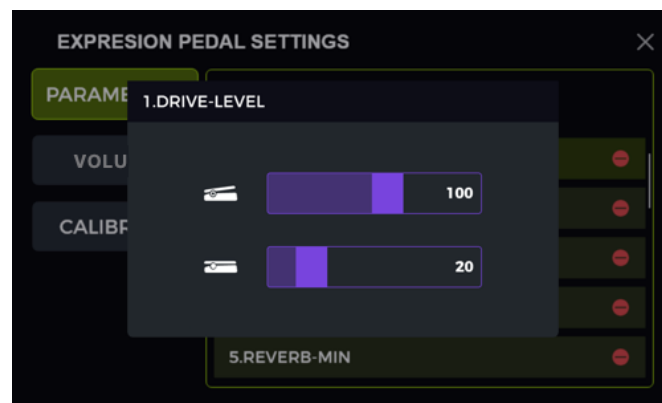 EXPRESION PEDAL SETTINGS
PARAME
1.DRIVE-LEVEL
VOLU
100
CALIBR
20
5.REVERB-MIN